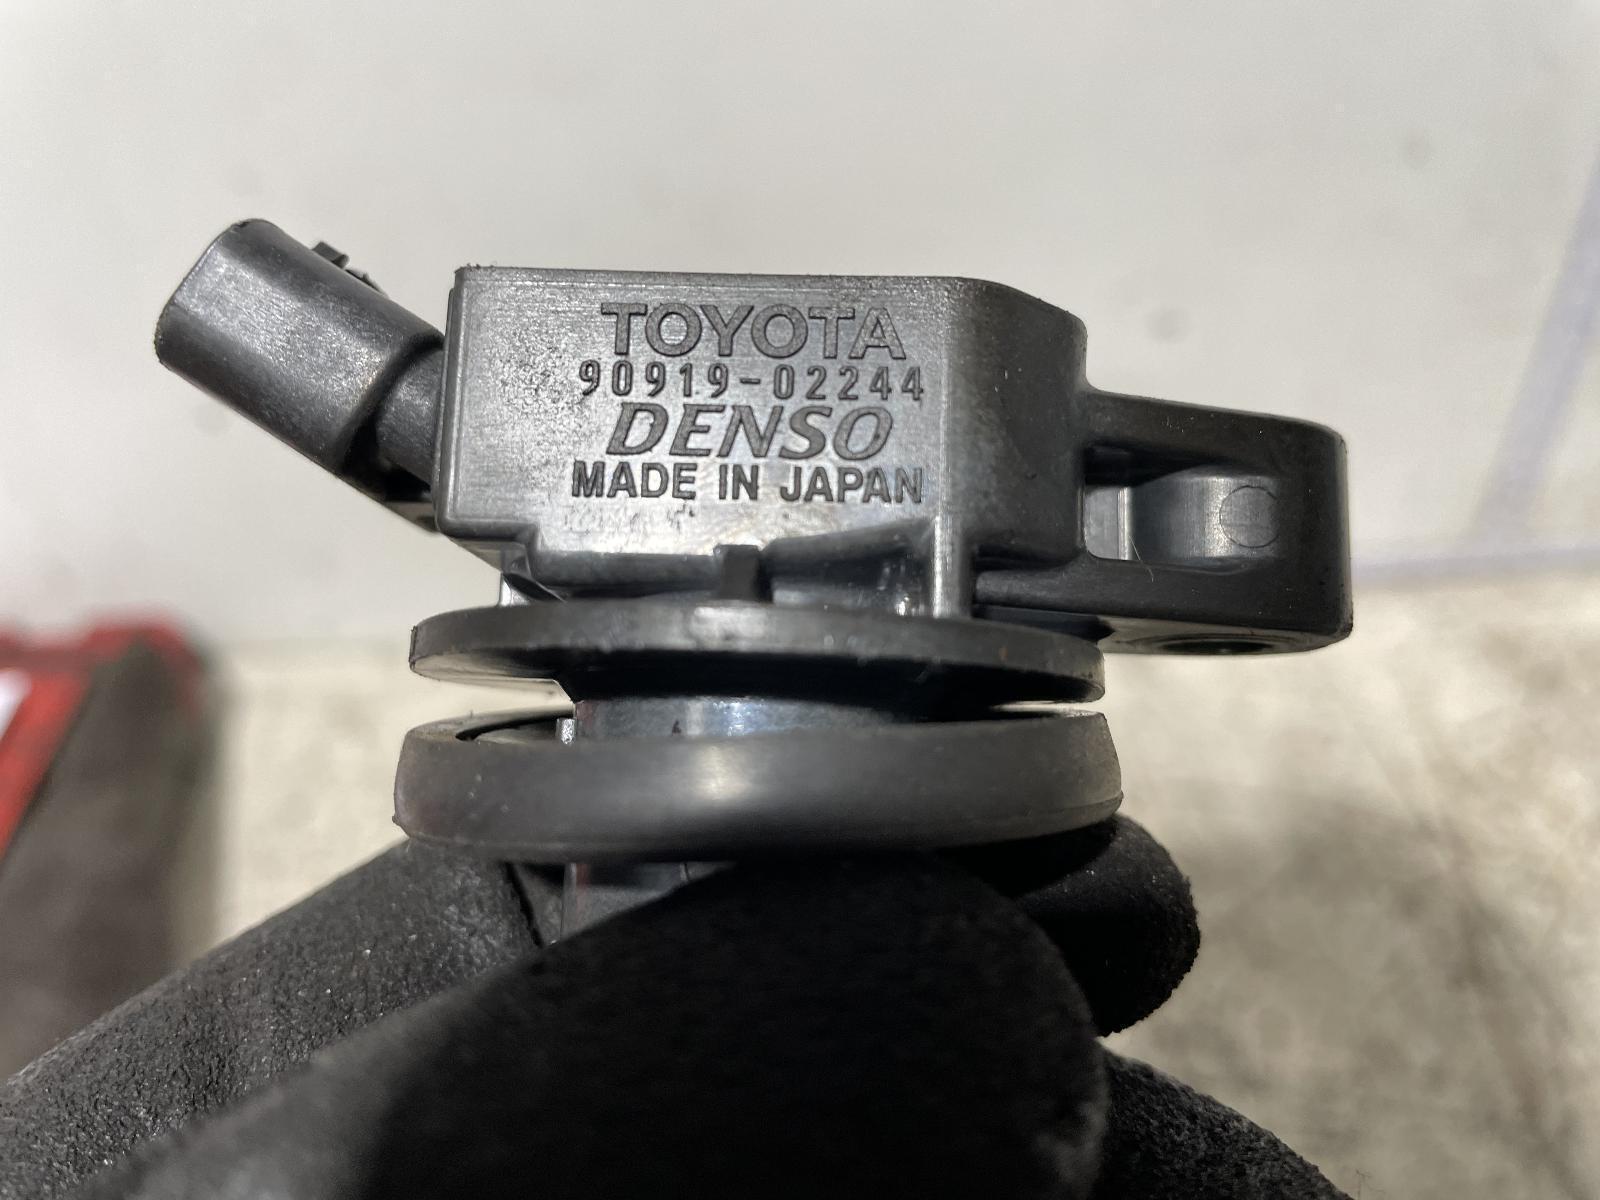 TOYOTA
90919-02244
DENSO
MADE IN JAPAN